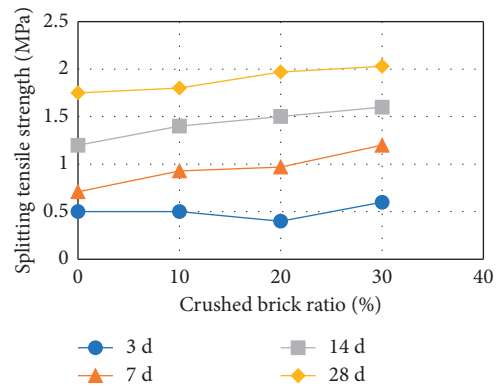 Splitting tensile strength (MPa)
2.5
2
1.5
1
0.5
0
0 10 20 30 40
Crushed brick ratio (%)
3 d 14 d
7 d 28 d